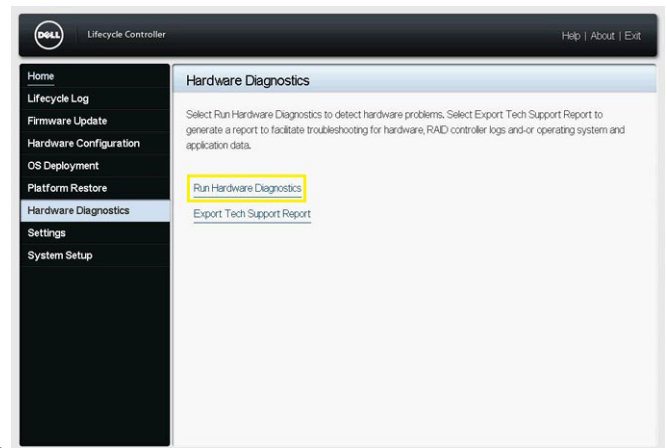 DELL
Lifecycle Controller
Help | About | Exit
Home
Lifecycle Log
Firmware Update
Hardware Configuration
OS Deployment
Platform Restore
Hardware Diagnostics
Settings
System Setup
Hardware Diagnostics
Select Run Hardware Diagnostics to detect hardware problems. Select Export Tech Support Report to
generate a report to facilitate troubleshooting for hardware, RAID controller logs and-or operating system and
application data.
Run Hardware Diagnostics
Export Tech Support Report